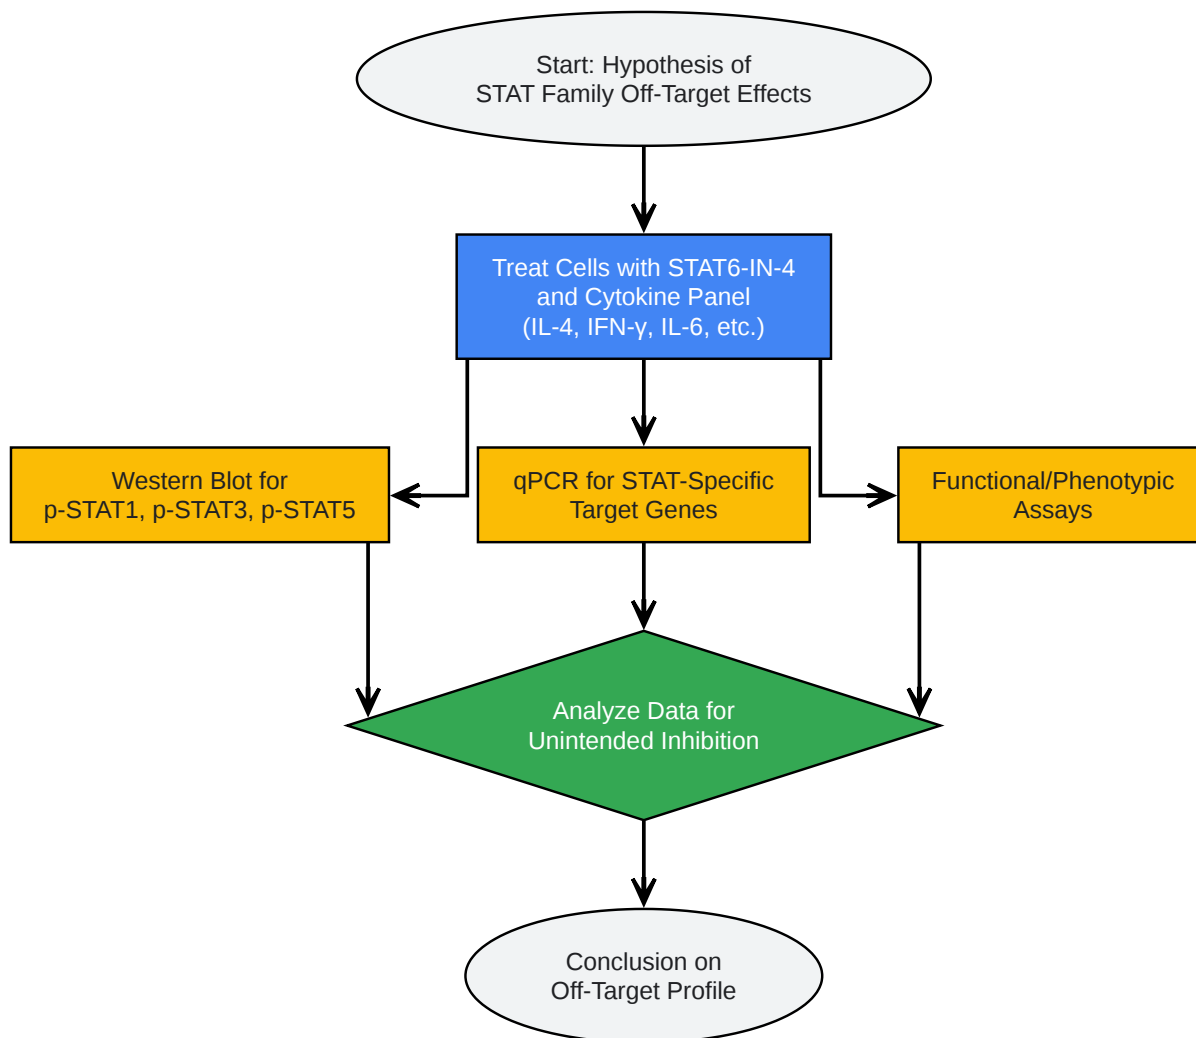 Start: Hypothesis of
STAT Family Off-Target Effects
Treat Cells with STAT6-IN-4
and Cytokine Panel
(IL-4, IFN-γ, IL-6, etc.)
Western Blot for
p-STAT1, p-STAT3, p-STAT5
qPCR for STAT-Specific
Target Genes
Functional/Phenotypic
Assays
Analyze Data for
Unintended Inhibition
Conclusion on
Off-Target Profile